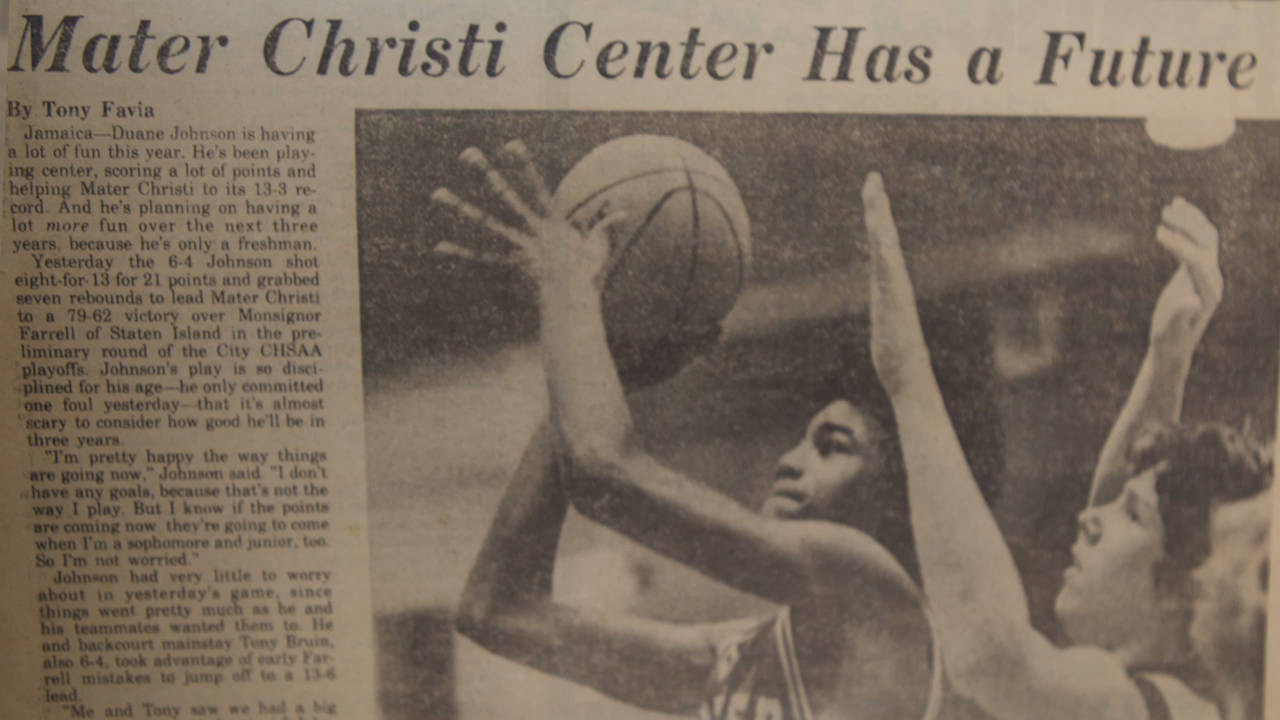 Mater Christi Center Has a Future
By Tony Favia
Jamaica—Duane Johnson is having
a lot of fun this year. He's been play-
ing center, scoring a lot of points and
helping Mater Christi to its 13-3 re-
cord. And he's planning on having a
lot more fun over the next three
years, because he's only a freshman.
Yesterday the 6-4 Johnson shot
eight-for-13 for 21 points and grabbed
seven rebounds to lead Mater Christi
to a 79-62 victory over Monsignor
Farrell of Staten Island in the pre-
liminary round of the City CHSAA
playoffs. Johnson's play is so disci-
plined for his age—he only committed
one foul yesterday—that it's almost
scary to consider how good he'll be in
three years.
"I'm pretty happy the way things
are going now," Johnson said. "I don't
have any goals, because that's not the
way I play. But I know if the points
are coming now they're going to come
when I'm a sophomore and junior, too.
So I'm not worried."
Johnson had very little to worry
about in yesterday's game, since
things went pretty much as he and
his teammates wanted them to. He
and backcourt mainstay Tony Bruin,
also 6-4, took advantage of early Far-
rell mistakes to jump off to a 13-6
lead.
"Me and Tony saw we had a big